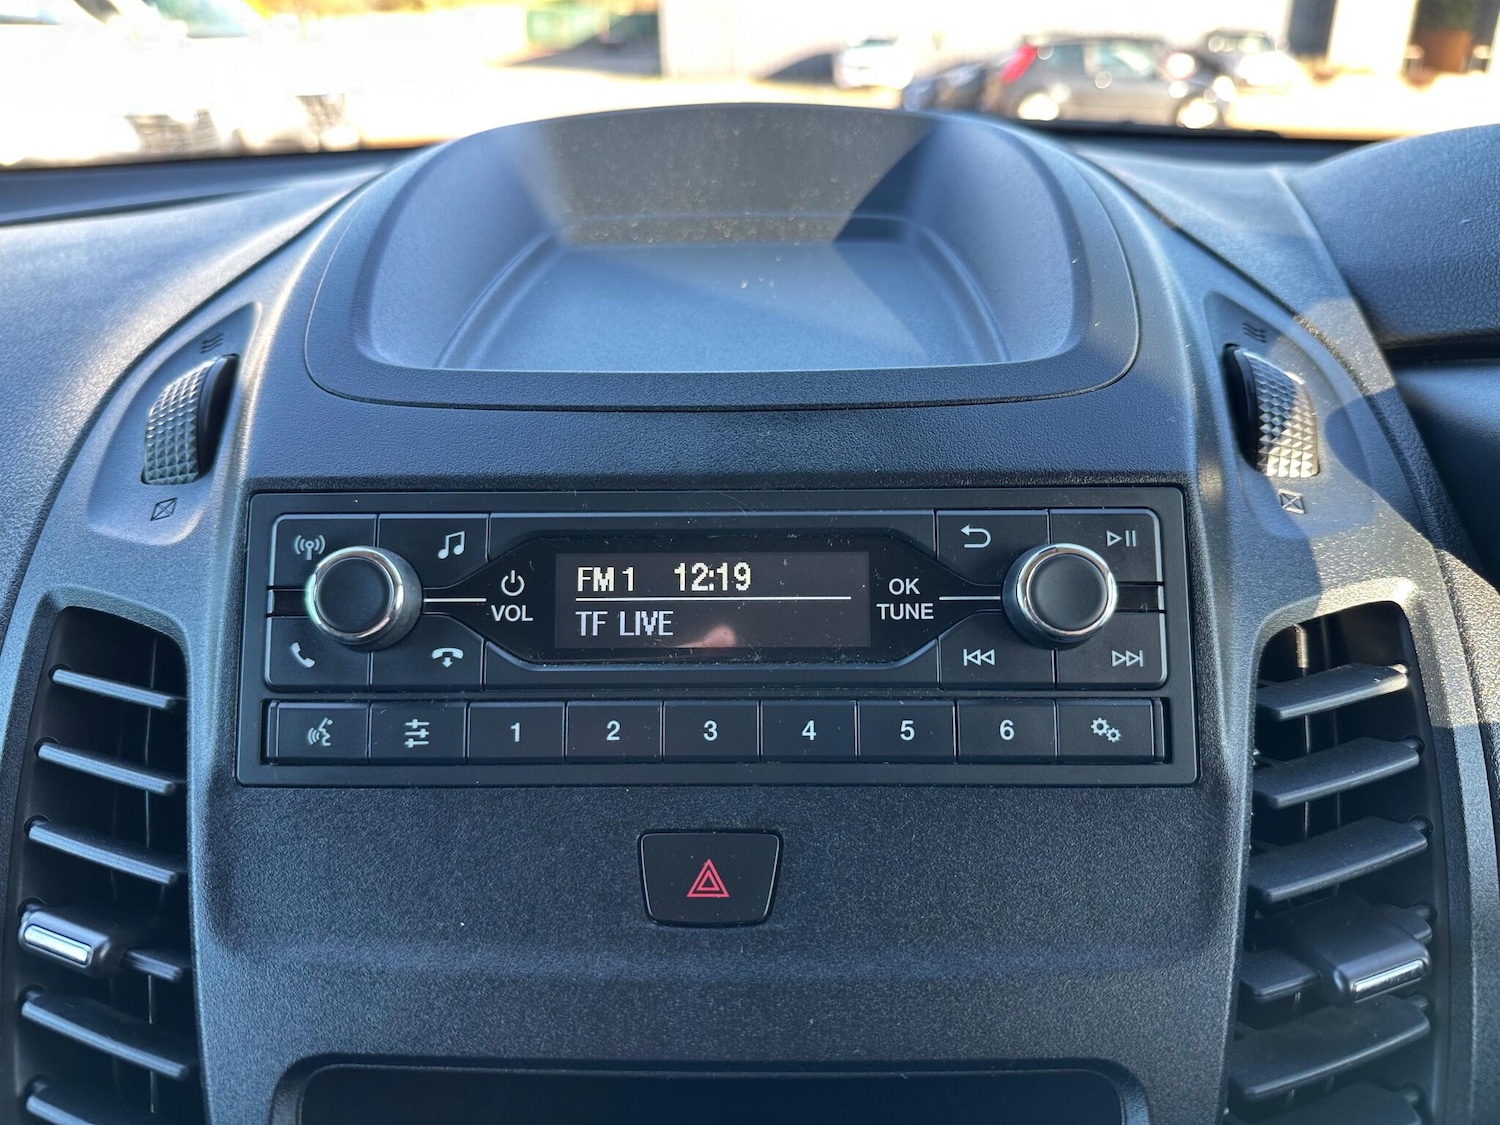 FM 1 12:19
TF LIVE
VOL
OK
TUNE
1 2 3 4 5 6